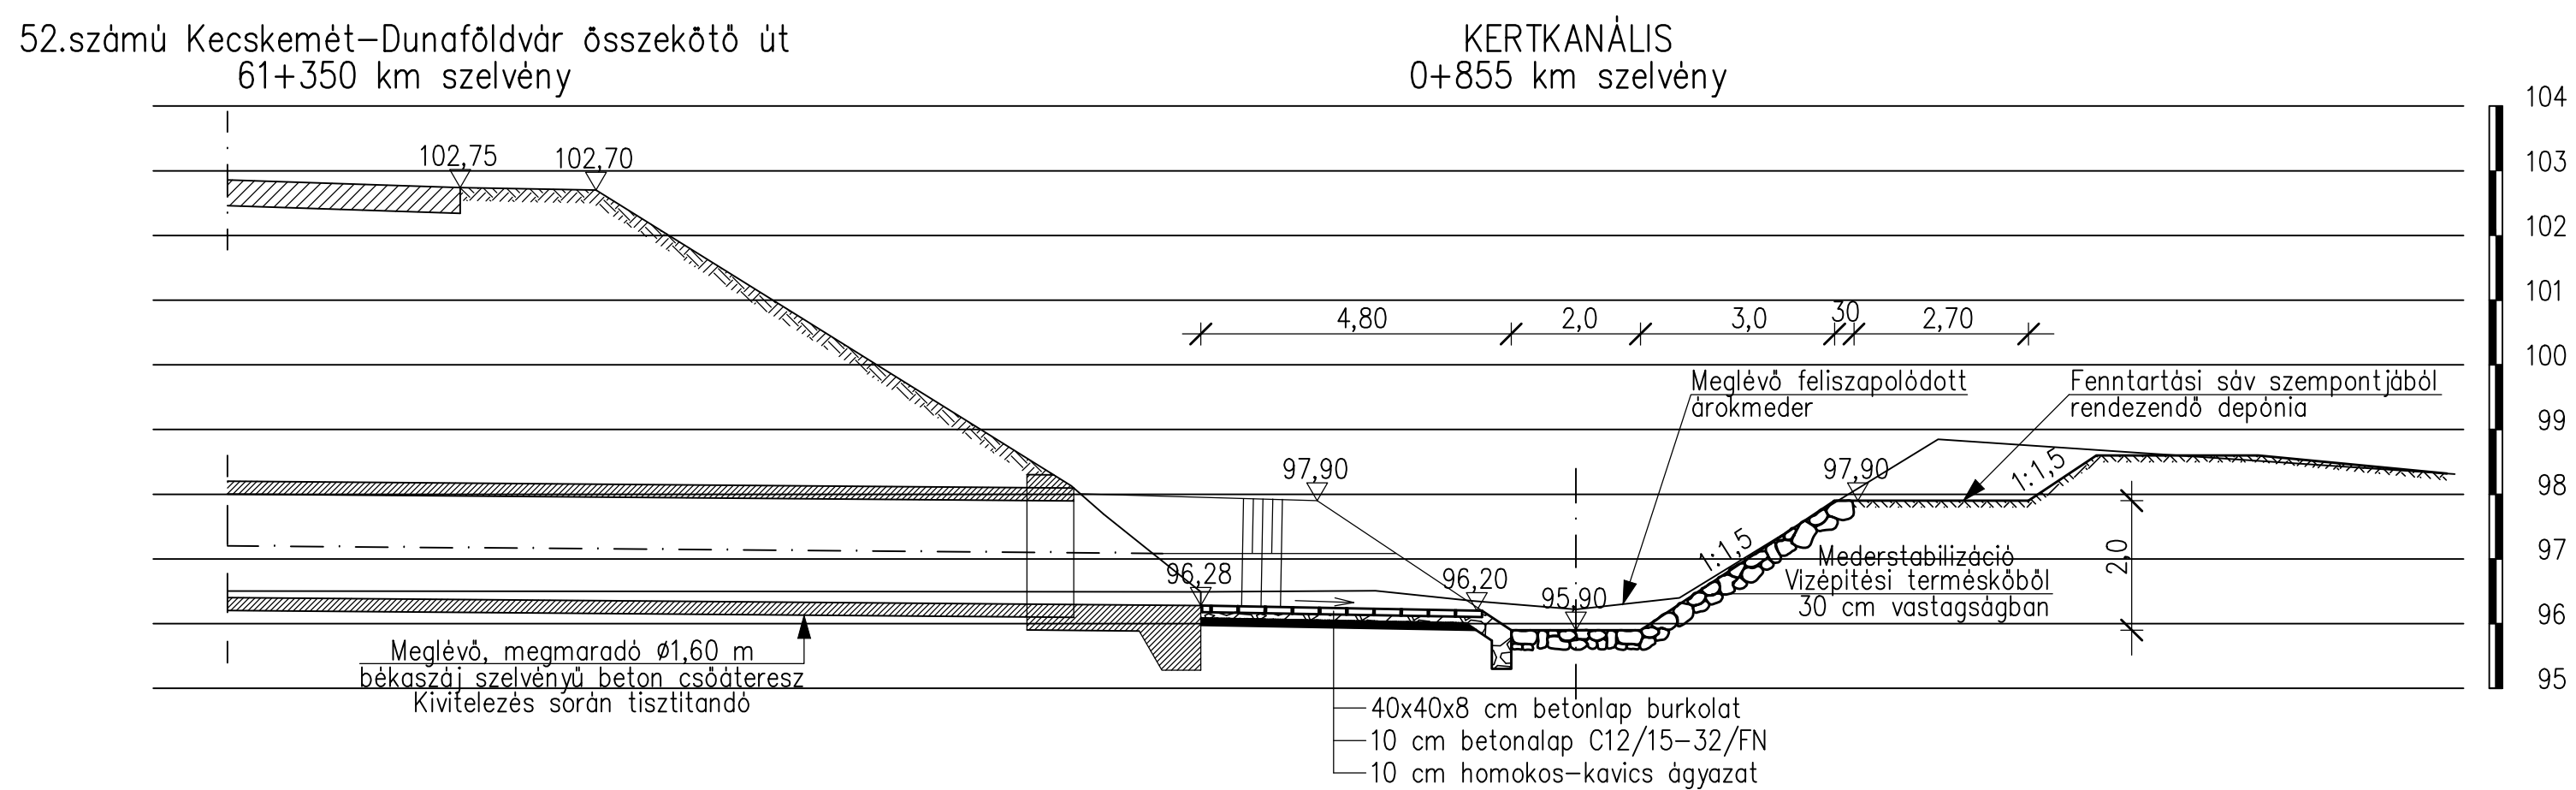 52.számú Kecskemét-Dunaföldvár összekötő út
61+350 km szelvény
KERTKANÁLIS
0+855 km szelvény
104
103
102
101
100
99
98
97
96
95
102,75
102,70
4,80
2,0
3,0
30
2,70
Meglévő feliszapolódott
árokmeder
Fenntartási sáv szempontjából
rendezendő depónia
97,90
97,90
1:1,5
1:1,5
96,28
96,20
95,90
Mederstabilizáció
Vízépítési terméskőből
30 cm vastagságban
2,0
Meglévő, megmaradó Ø1,60 m
békaszáj szelvényű beton csőáteresz
Kivitelezés során tisztítandó
40x40x8 cm betonlap burkolat
10 cm betonalap C12/15-32/FN
10 cm homokos-kavics ágyazat